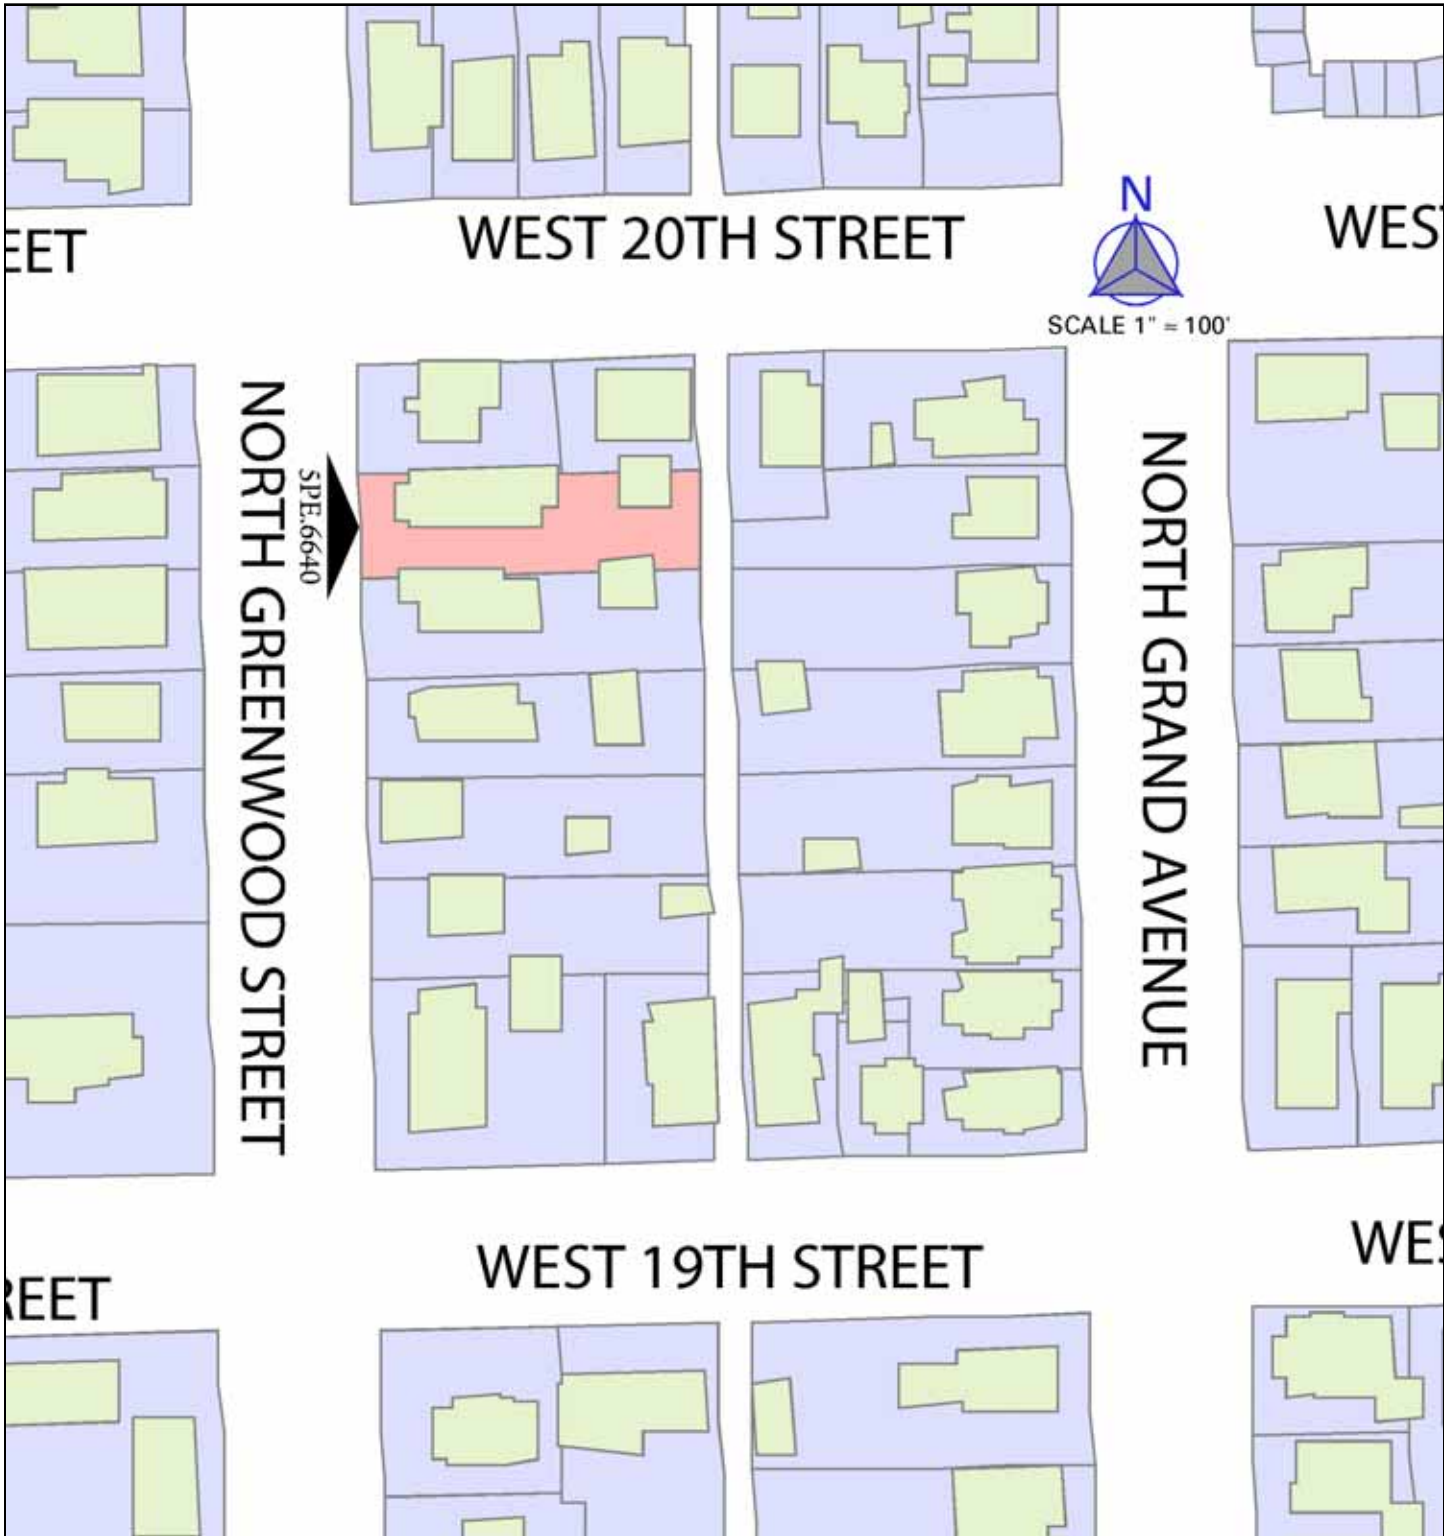 N
WES
EET
WEST 20TH STREET
SCALE 1" = 100'
NORTH GREENWOOD STREET
SPE.6640
NORTH GRAND AVENUE
WES
REET
WEST 19TH STREET